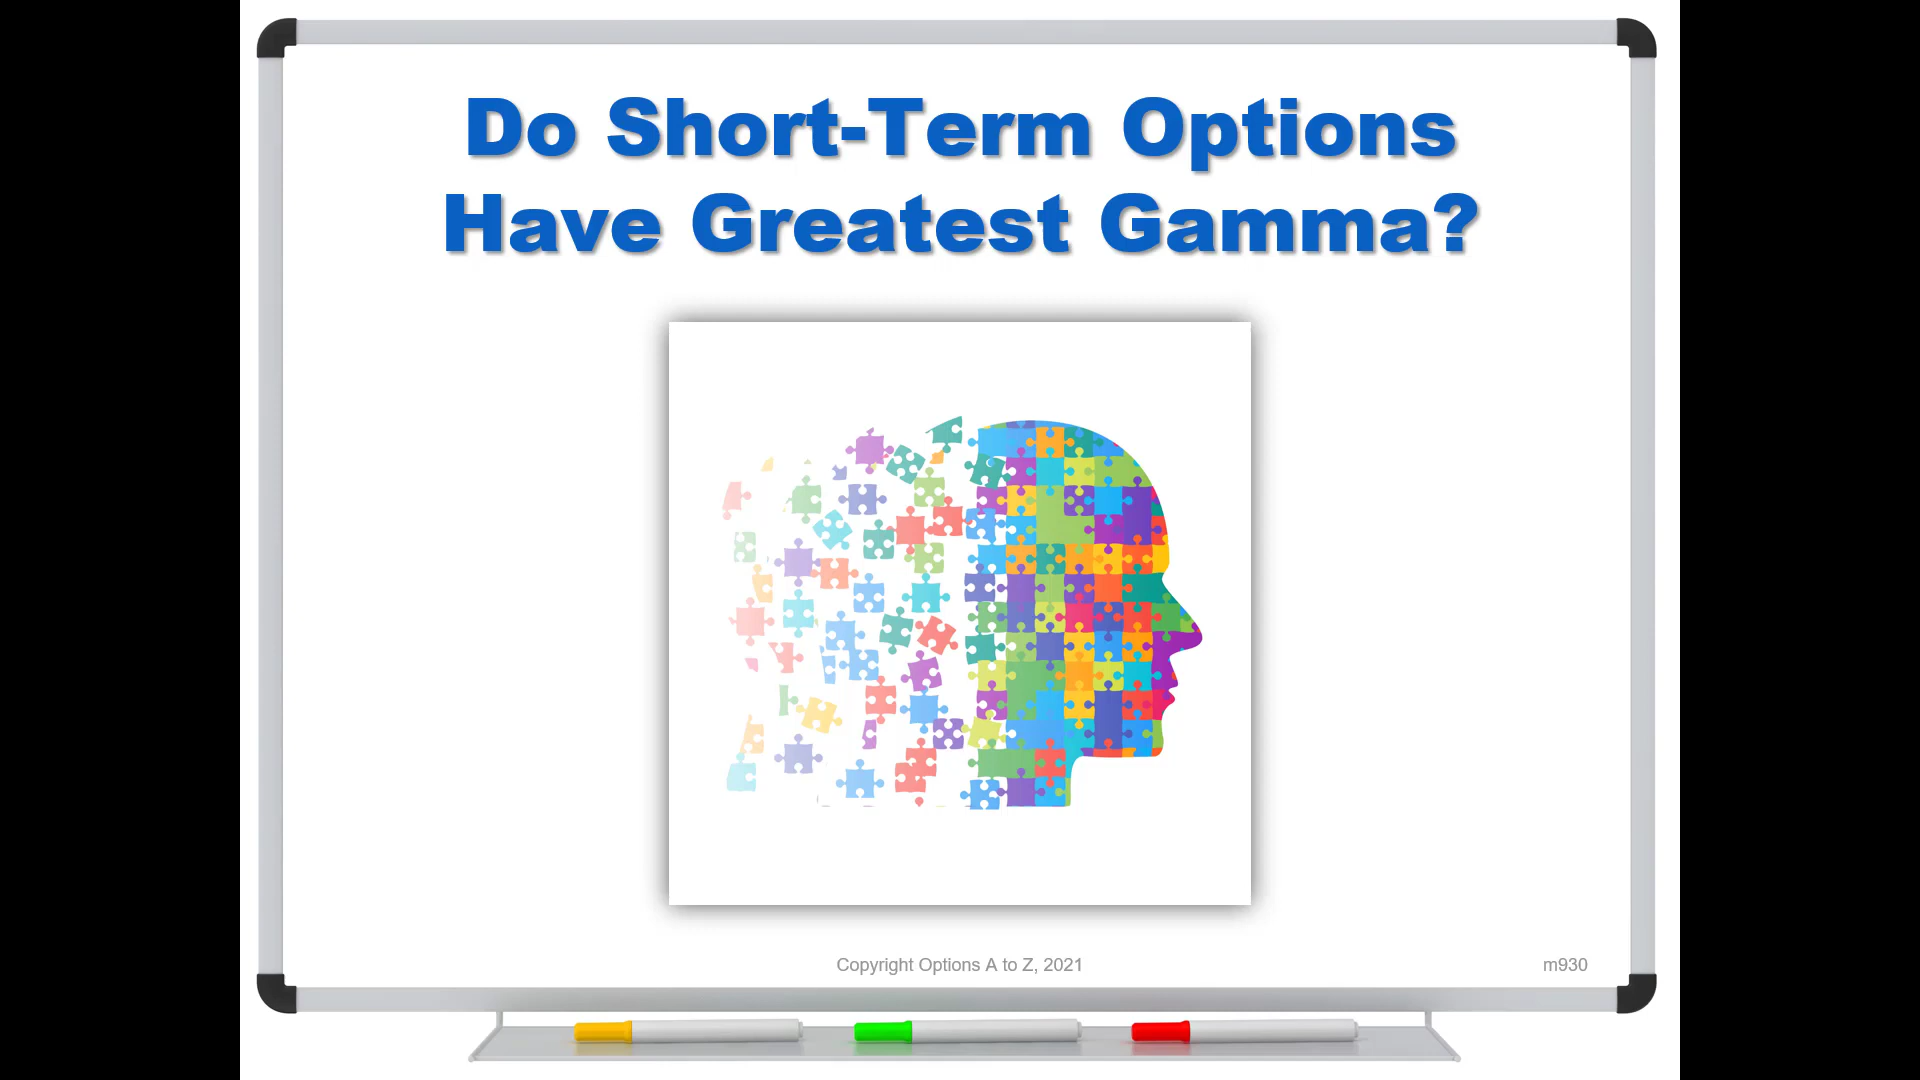 Do Short-Term Options
Have Greatest Gamma?
Copyright Options A to Z, 2021
m930